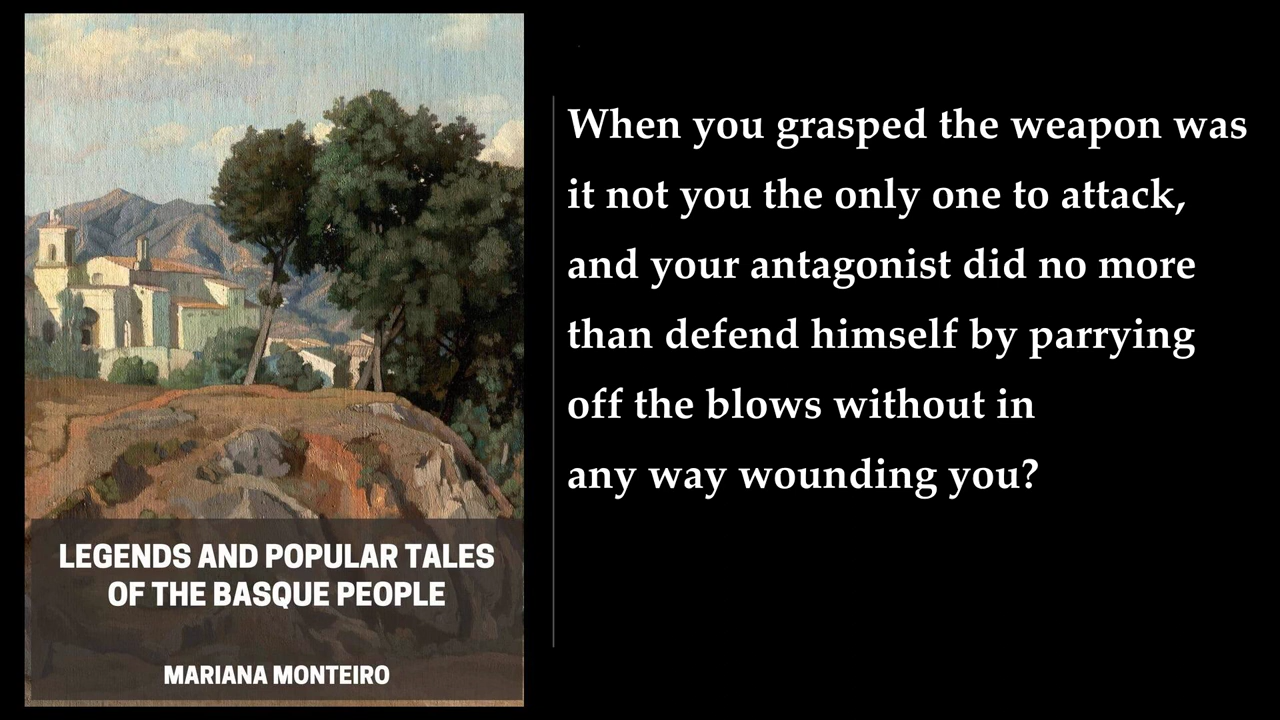 When you grasped the weapon was
it not you the only one to attack,
and your antagonist did no more
than defend himself by parrying
off the blows without in
any way wounding you?
LEGENDS AND POPULAR TALES
OF THE BASQUE PEOPLE
MARIANA MONTEIRO